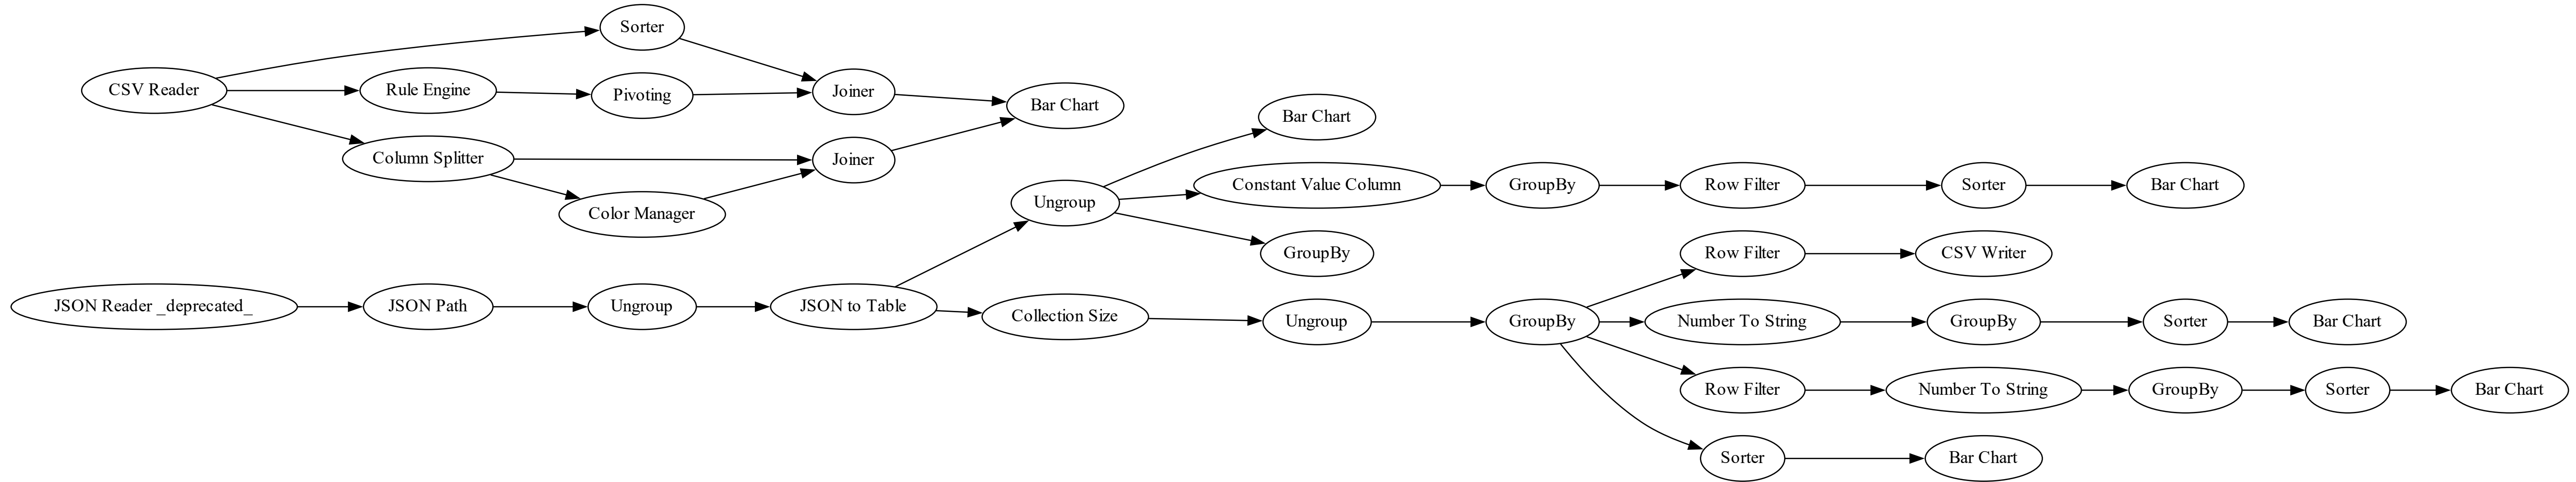 Sorter
CSV Reader
Rule Engine
Pivoting
Joiner
Bar Chart
Column Splitter
Joiner
Color Manager
Bar Chart
Ungroup
Constant Value Column
GroupBy
Row Filter
Sorter
Bar Chart
GroupBy
Row Filter
CSV Writer
JSON Reader _deprecated_
JSON Path
Ungroup
JSON to Table
Collection Size
Ungroup
GroupBy
Number To String
GroupBy
Sorter
Bar Chart
Row Filter
Number To String
GroupBy
Sorter
Bar Chart
Sorter
Bar Chart